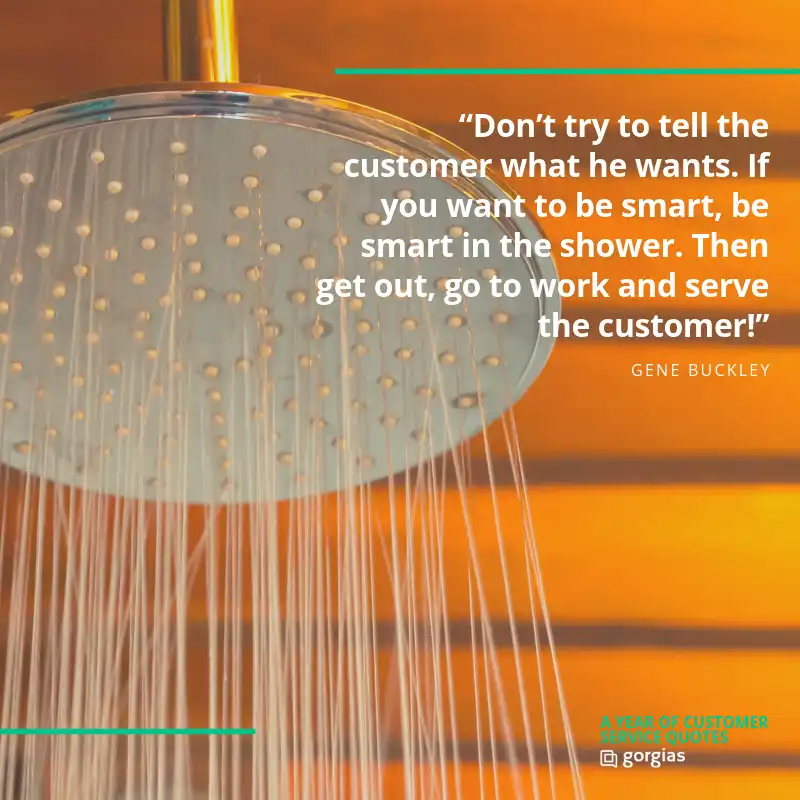 “Don’t try to tell the
customer what he wants. If
you want to be smart, be
smart in the shower. Then
get out, go to work and serve
the customer!”
GENE BUCKLEY
A YEAR OF CUSTOMER
SERVICE QUOTES
gorgias